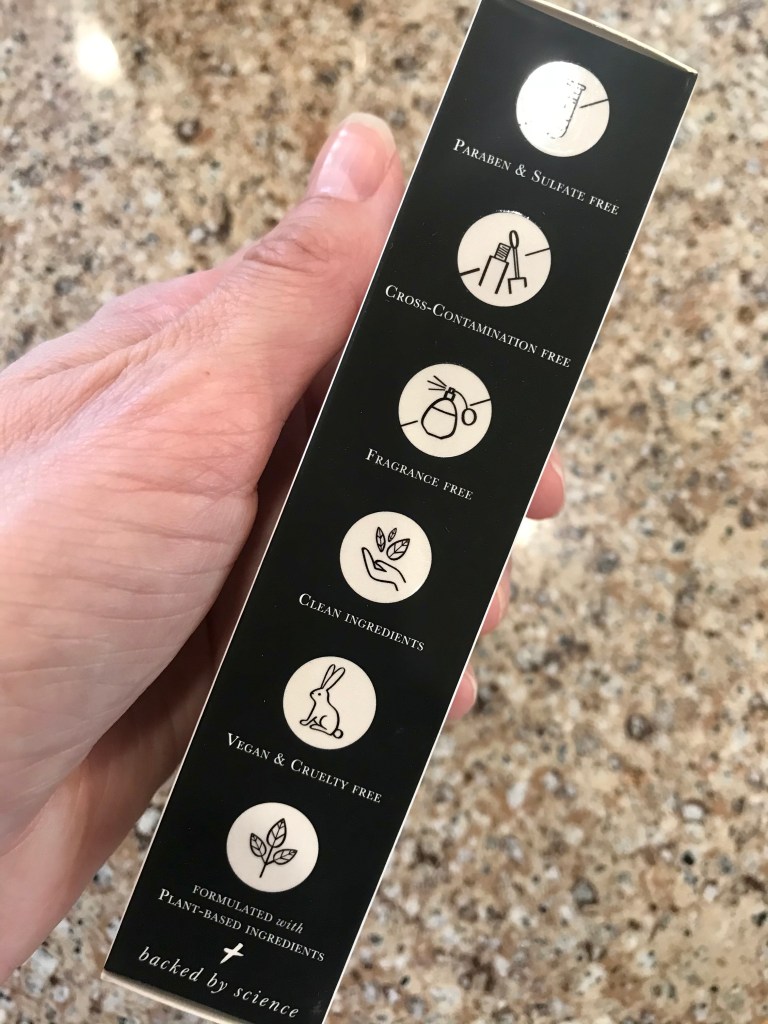 PARABEN & SULFATE FREE
CROSS-CONTAMINATION FREE
FRAGRANCE FREE
CLEAN INGREDIENTS
VEGAN & CRUELTY FREE
FORMULATED with
PLANT-BASED INGREDIENTS
+
backed by science